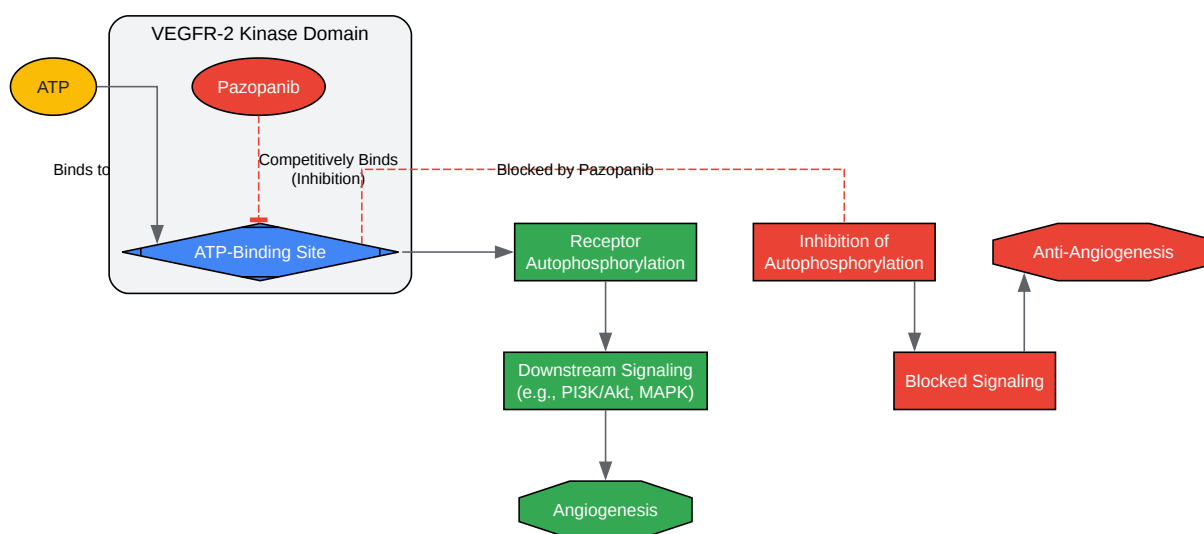 VEGFR-2 Kinase Domain
ATP
Pazopanib
Binds to
Competitively Binds
(Inhibition)
Blocked by Pazopanib
ATP-Binding Site
Receptor
Autophosphorylation
Inhibition of
Autophosphorylation
Anti-Angiogenesis
Downstream Signaling
(e.g., PI3K/Akt, MAPK)
Blocked Signaling
Angiogenesis